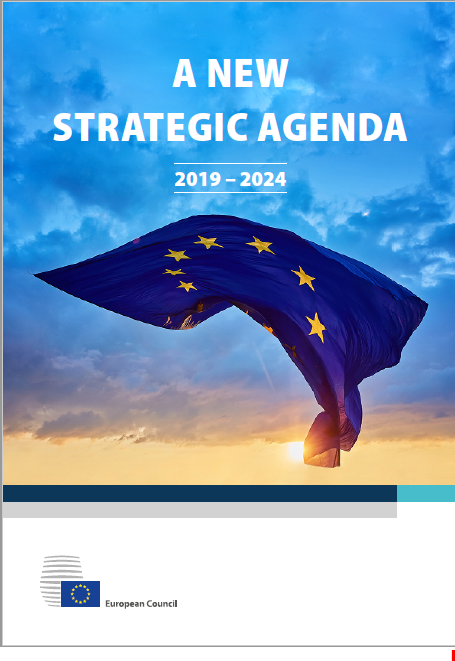 A NEW
STRATEGIC AGENDA
2019 – 2024
European Council